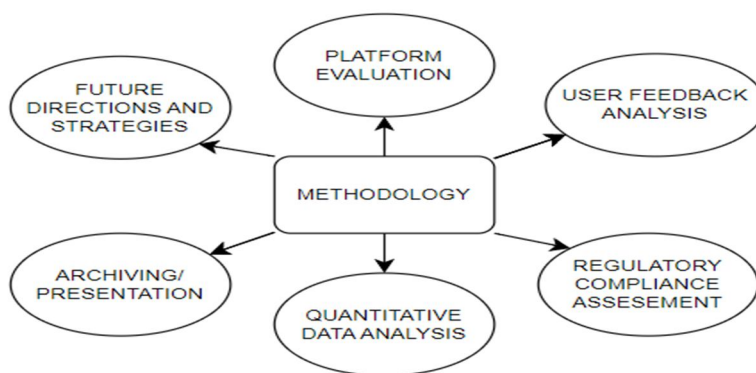 PLATFORM
EVALUATION
FUTURE
DIRECTIONS AND
STRATEGIES
USER FEEDBACK
ANALYSIS
METHODOLOGY
ARCHIVING/
PRESENTATION
QUANTITATIVE
DATA ANALYSIS
REGULATORY
COMPLIANCE
ASSESEMENT